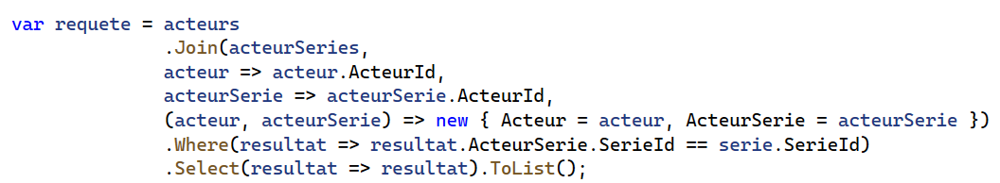 var requete = acteurs
.Join(acteurSeries,
acteur => acteur.ActeurId,
acteurSerie => acteurSerie.ActeurId,
(acteur, acteurSerie) => new { Acteur = acteur, ActeurSerie = acteurSerie })
.Where(resultat => resultat.ActeurSerie.SerieId == serie.SerieId)
.Select(resultat => resultat).ToList();